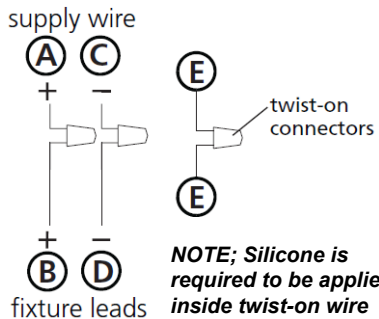 supply wire
A C E
+ −
twist-on
connectors
E
+ −
B D
fixture leads
NOTE; Silicone is
required to be applie
inside twist-on wire